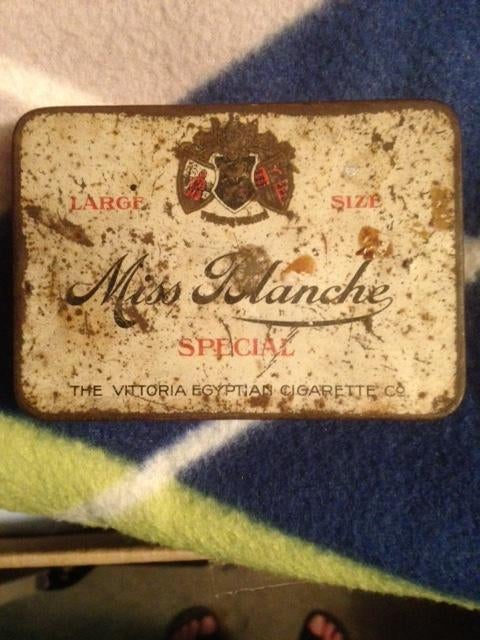 LARGE SIZE
Miss Blanche
SPECIAL
THE VITTORIA EGYPTIAN CIGARETTE Co